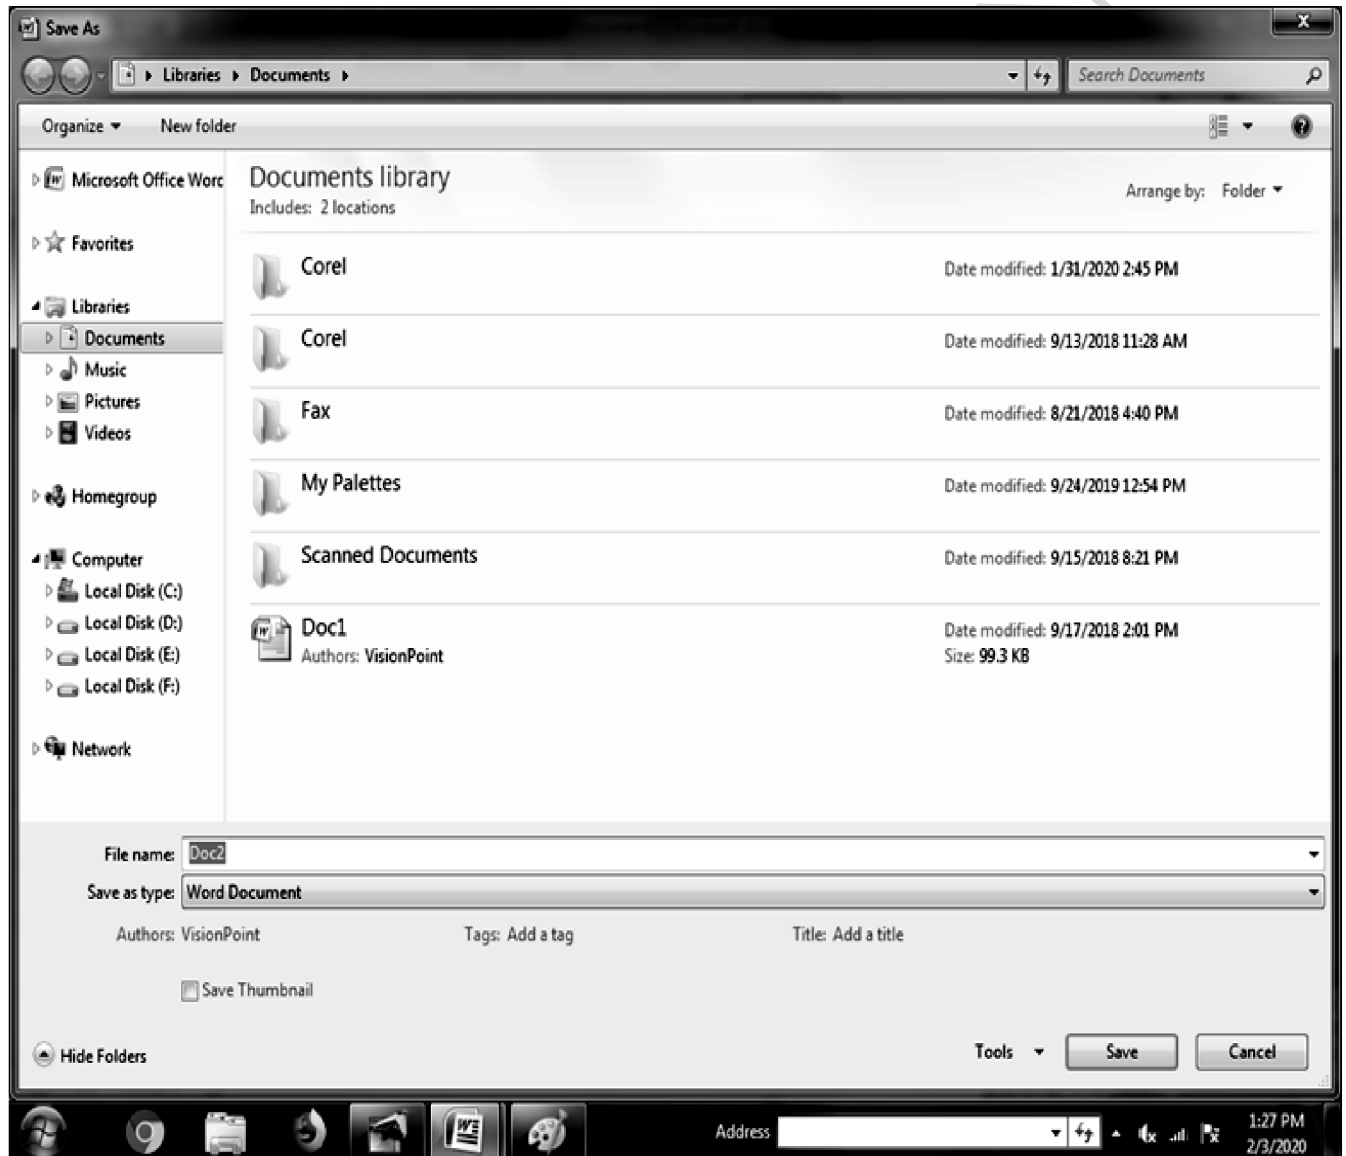 Save As
x
Libraries Documents
Search Documents
Organize
New folder
Microsoft Office Word
Favorites
Libraries
Documents
Music
Pictures
Videos
Homegroup
Computer
Local Disk (C:)
Local Disk (D:)
Local Disk (E:)
Local Disk (F:)
Network
Documents library
Includes: 2 locations
Arrange by: Folder
Corel
Date modified: 1/31/2020 2:45 PM
Corel
Date modified: 9/13/2018 11:28 AM
Fax
Date modified: 8/21/2018 4:40 PM
My Palettes
Date modified: 9/24/2019 12:54 PM
Scanned Documents
Date modified: 9/15/2018 8:21 PM
Doc1
Date modified: 9/17/2018 2:01 PM
Authors: VisionPoint
Size: 99.3 KB
File name: Doc2
Save as type: Word Document
Authors: VisionPoint
Tags: Add a tag
Title: Add a title
Save Thumbnail
Hide Folders
Tools
Save
Cancel
Address
1:27 PM
2/3/2020